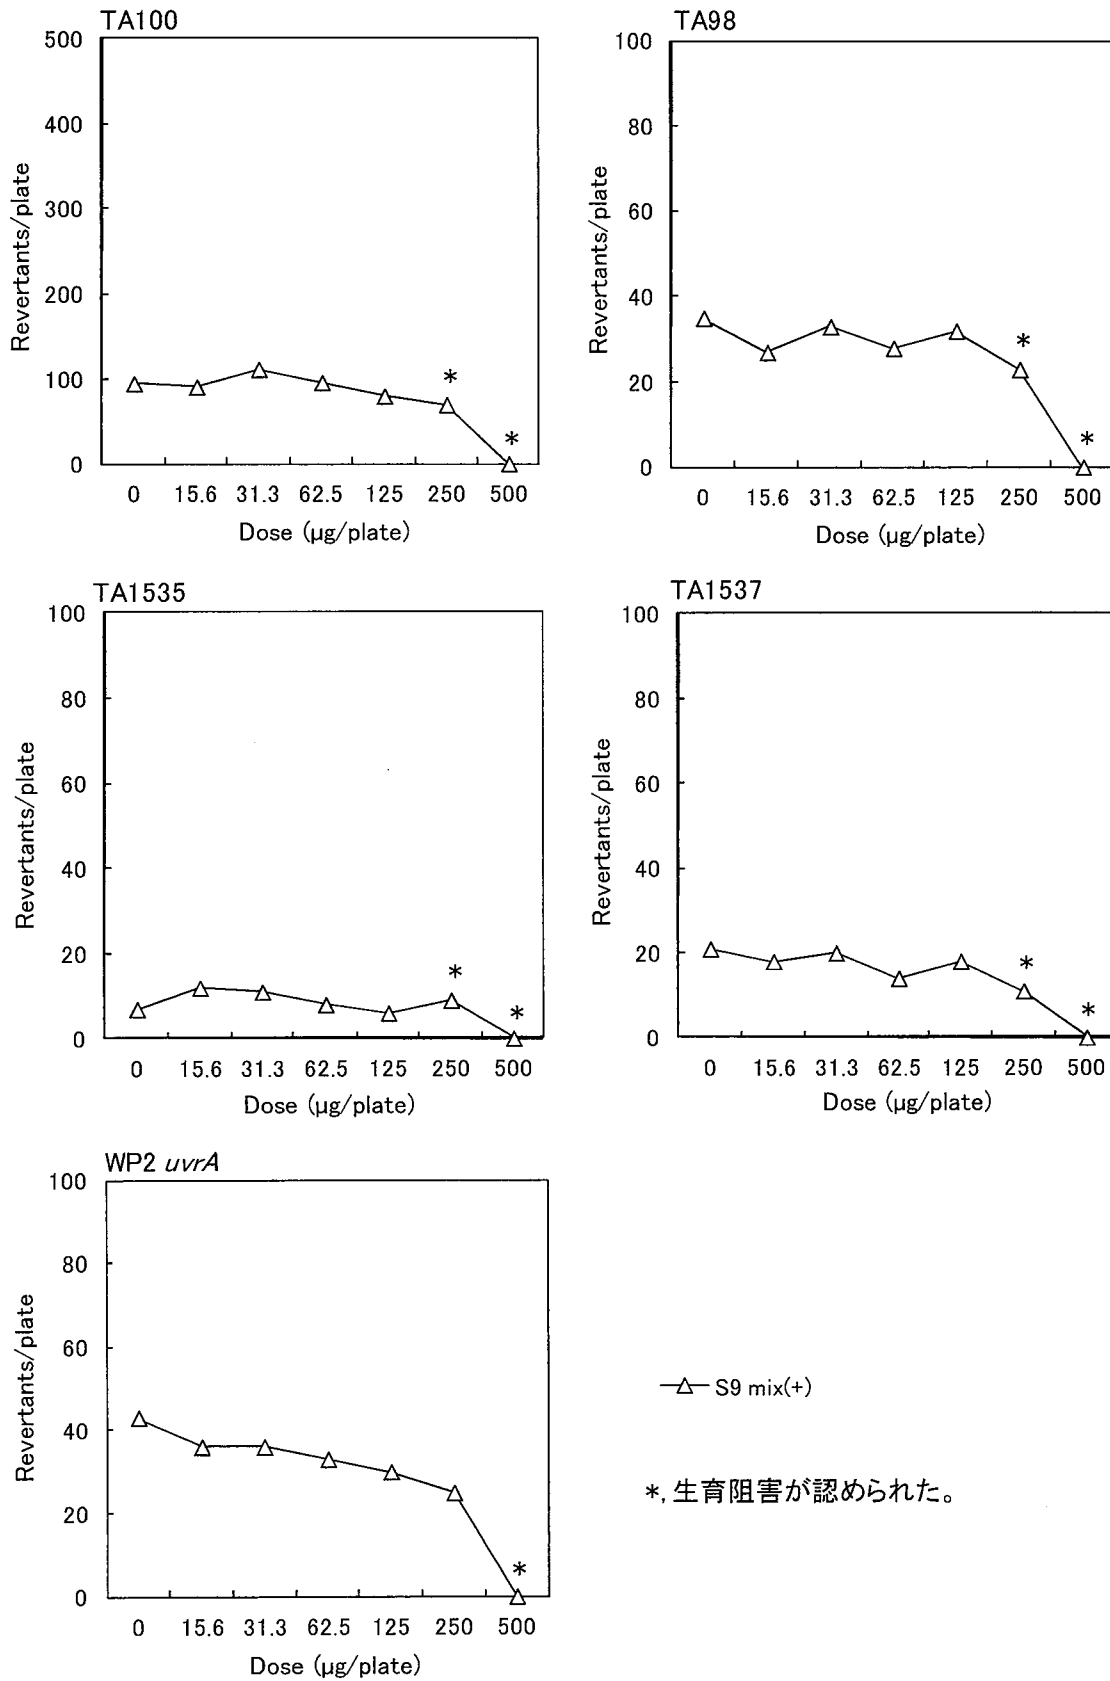 TA100
500
400
300
200
100
0
Revertants/plate
* *
0 15.6 31.3 62.5 125 250 500
Dose (μg/plate)
TA98
100
80
60
40
20
0
Revertants/plate
* *
0 15.6 31.3 62.5 125 250 500
Dose (μg/plate)
TA1535
100
80
60
40
20
0
Revertants/plate
* *
0 15.6 31.3 62.5 125 250 500
Dose (μg/plate)
TA1537
100
80
60
40
20
0
Revertants/plate
* *
0 15.6 31.3 62.5 125 250 500
Dose (μg/plate)
WP2 uvrA
100
80
60
40
20
0
Revertants/plate
*
0 15.6 31.3 62.5 125 250 500
Dose (μg/plate)
S9 mix(+)
*, 生育阻害が認められた。